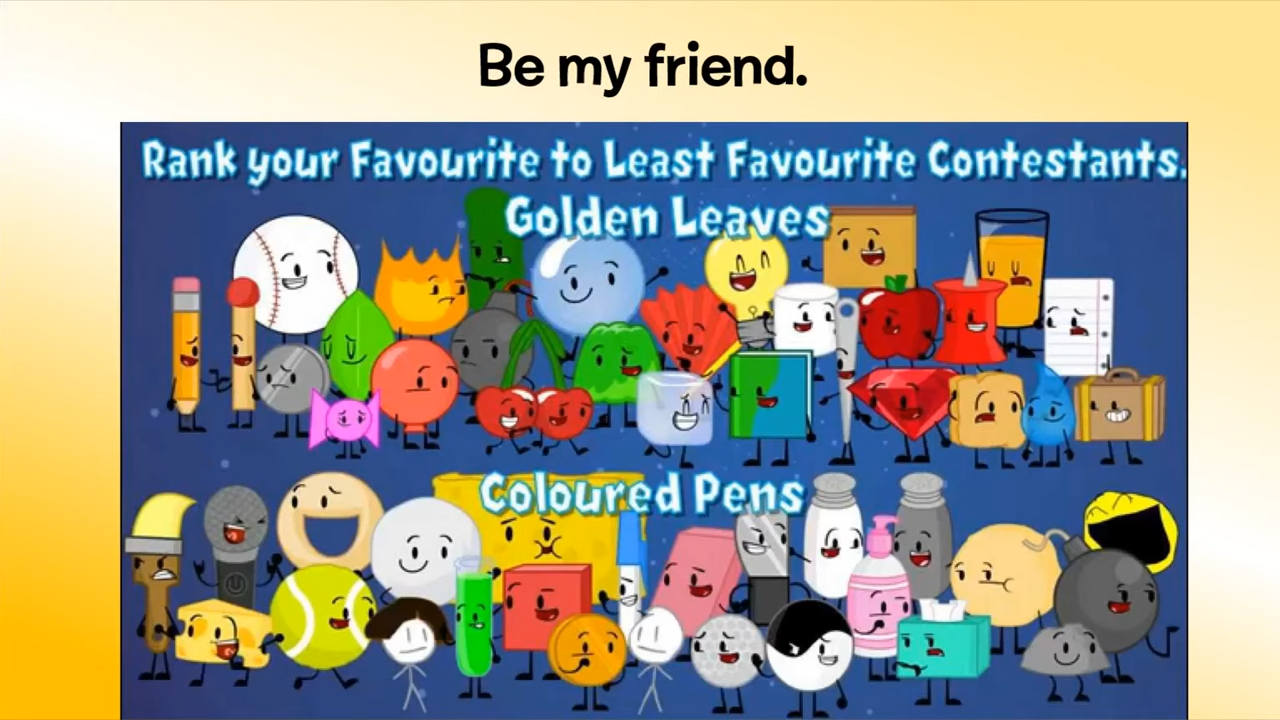 Be my friend.
Rank your Favourite to Least Favourite Contestants.
Golden Leaves
Coloured Pens